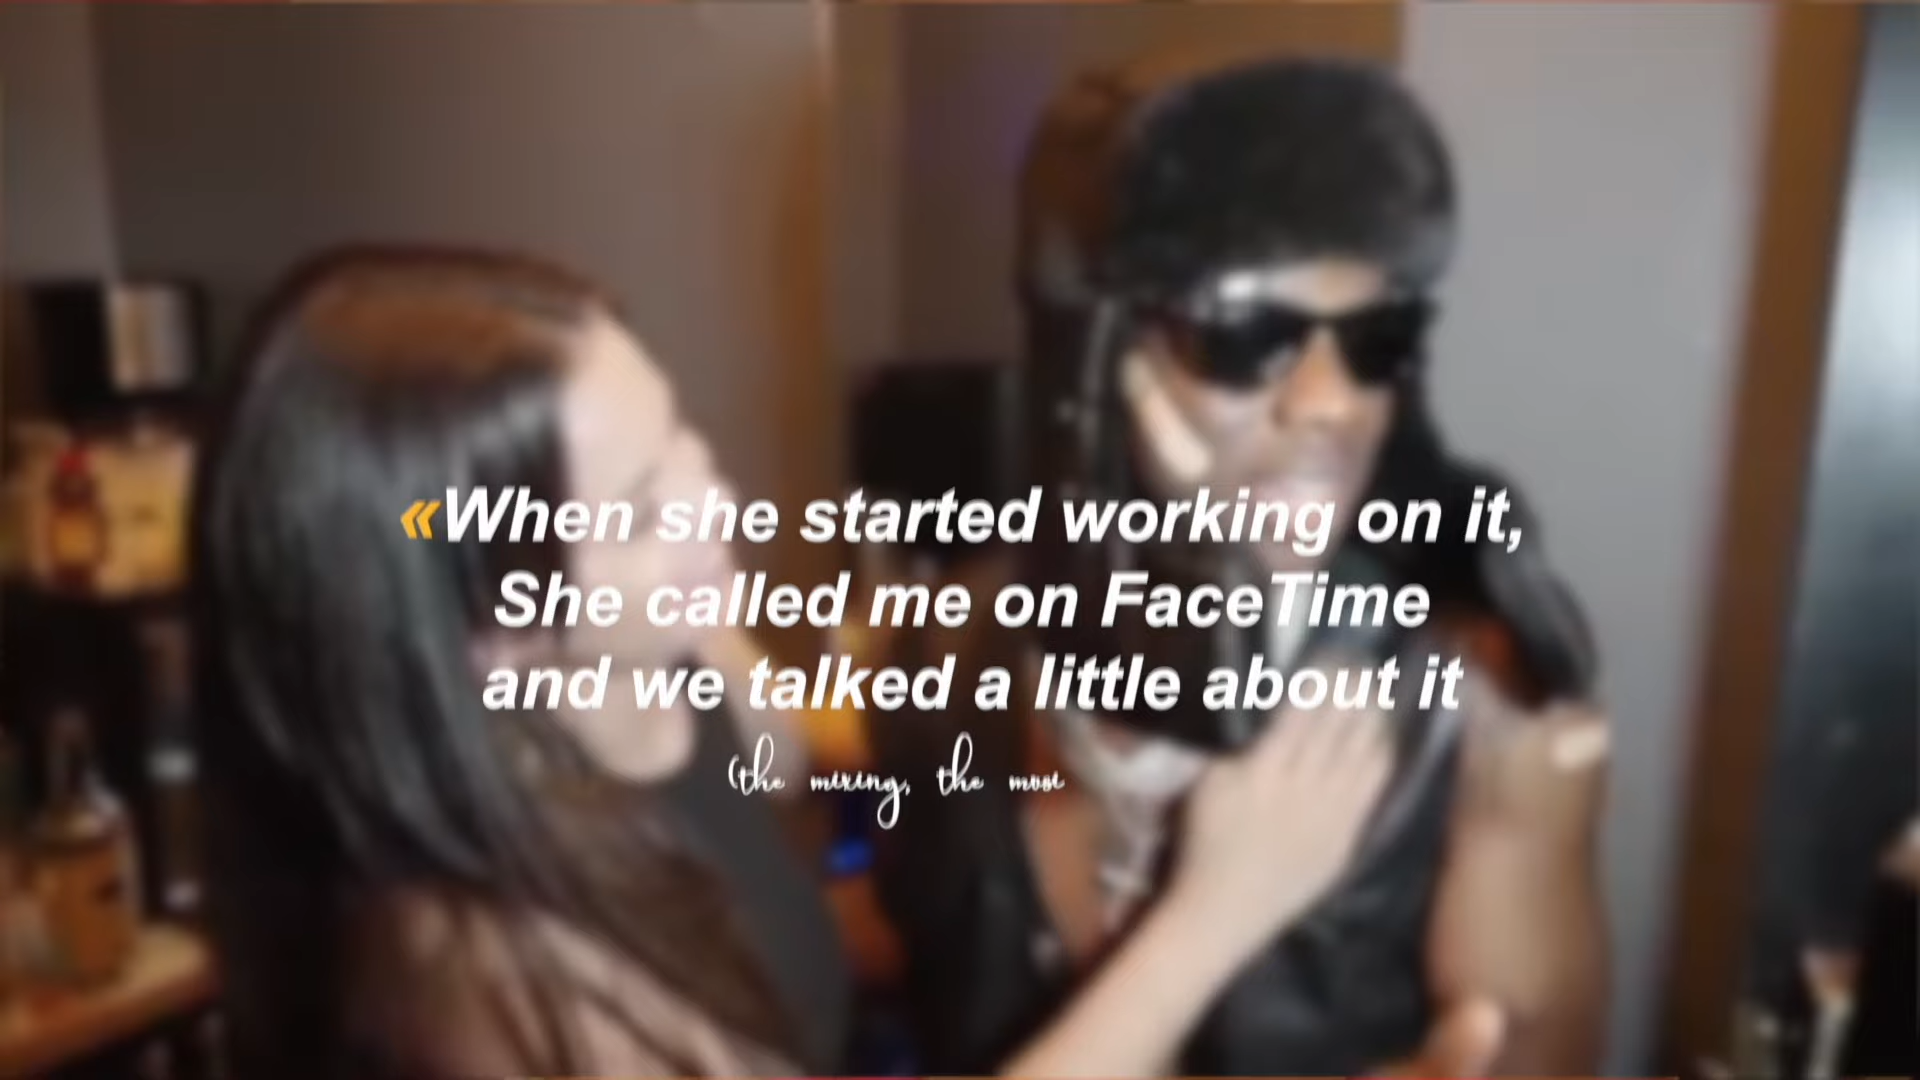 «When she started working on it,
She called me on FaceTime
and we talked a little about it
(the mixing, the